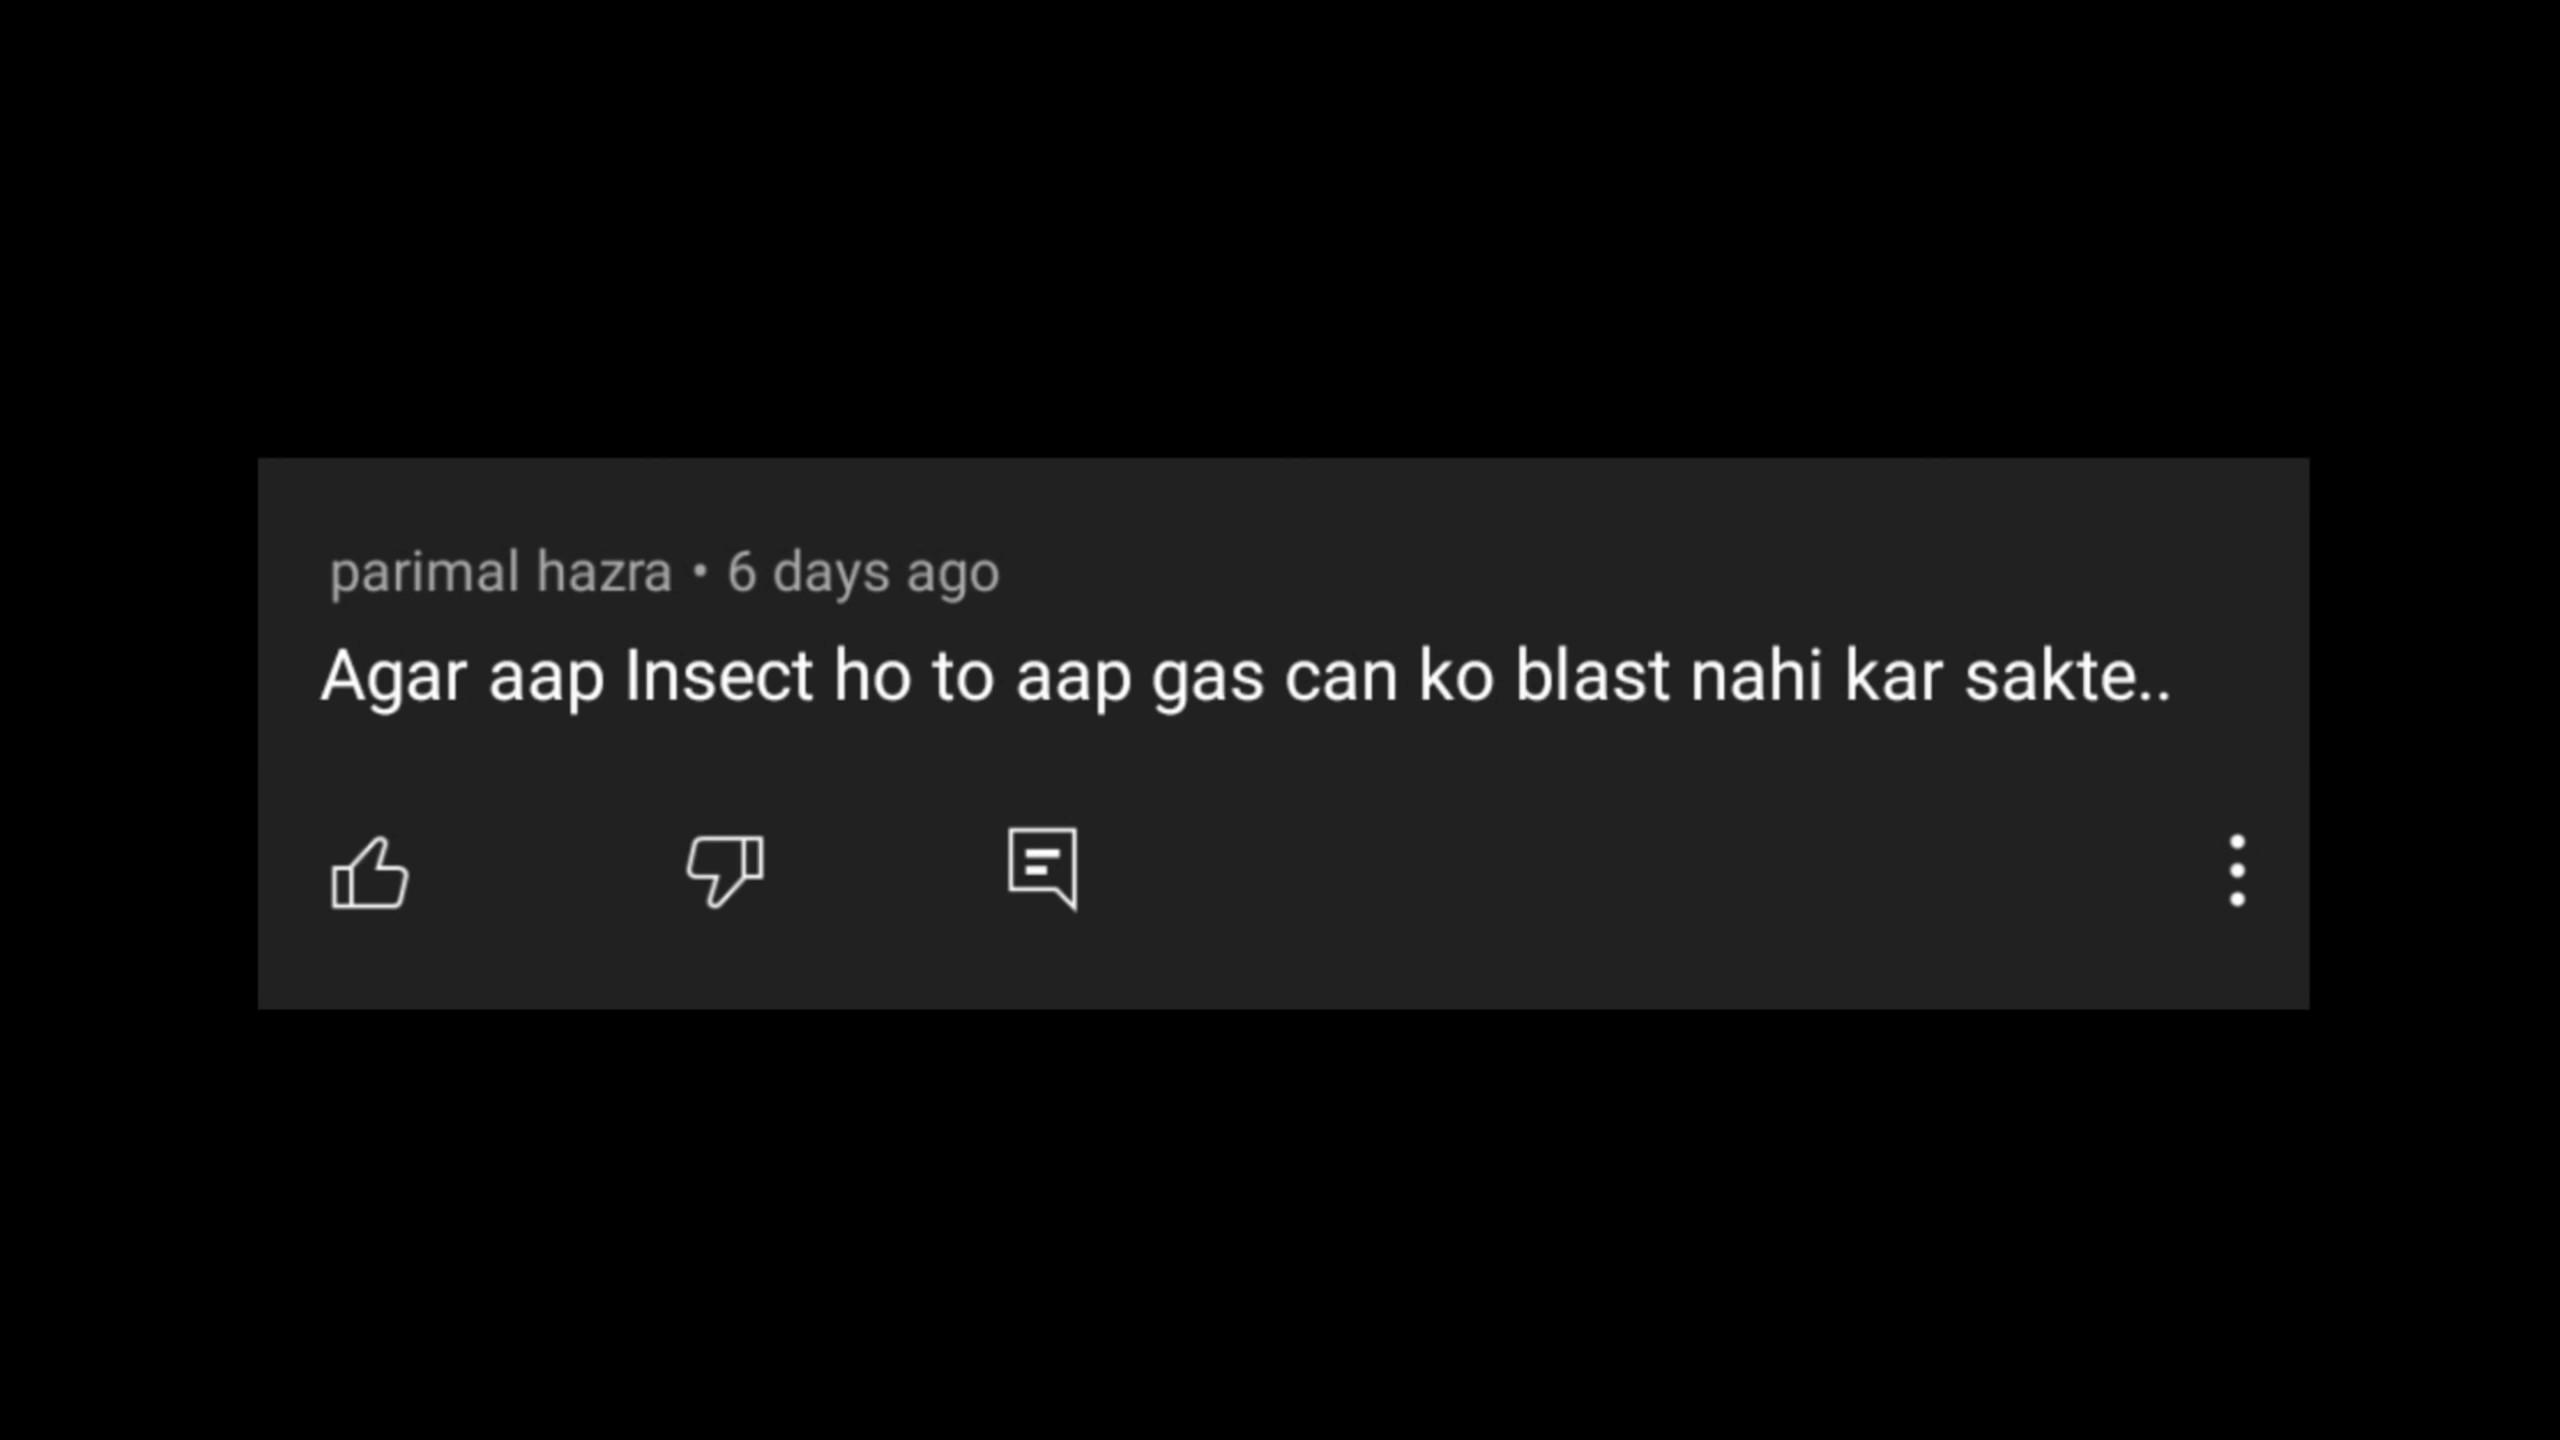 parimal hazra • 6 days ago
Agar aap Insect ho to aap gas can ko blast nahi kar sakte..